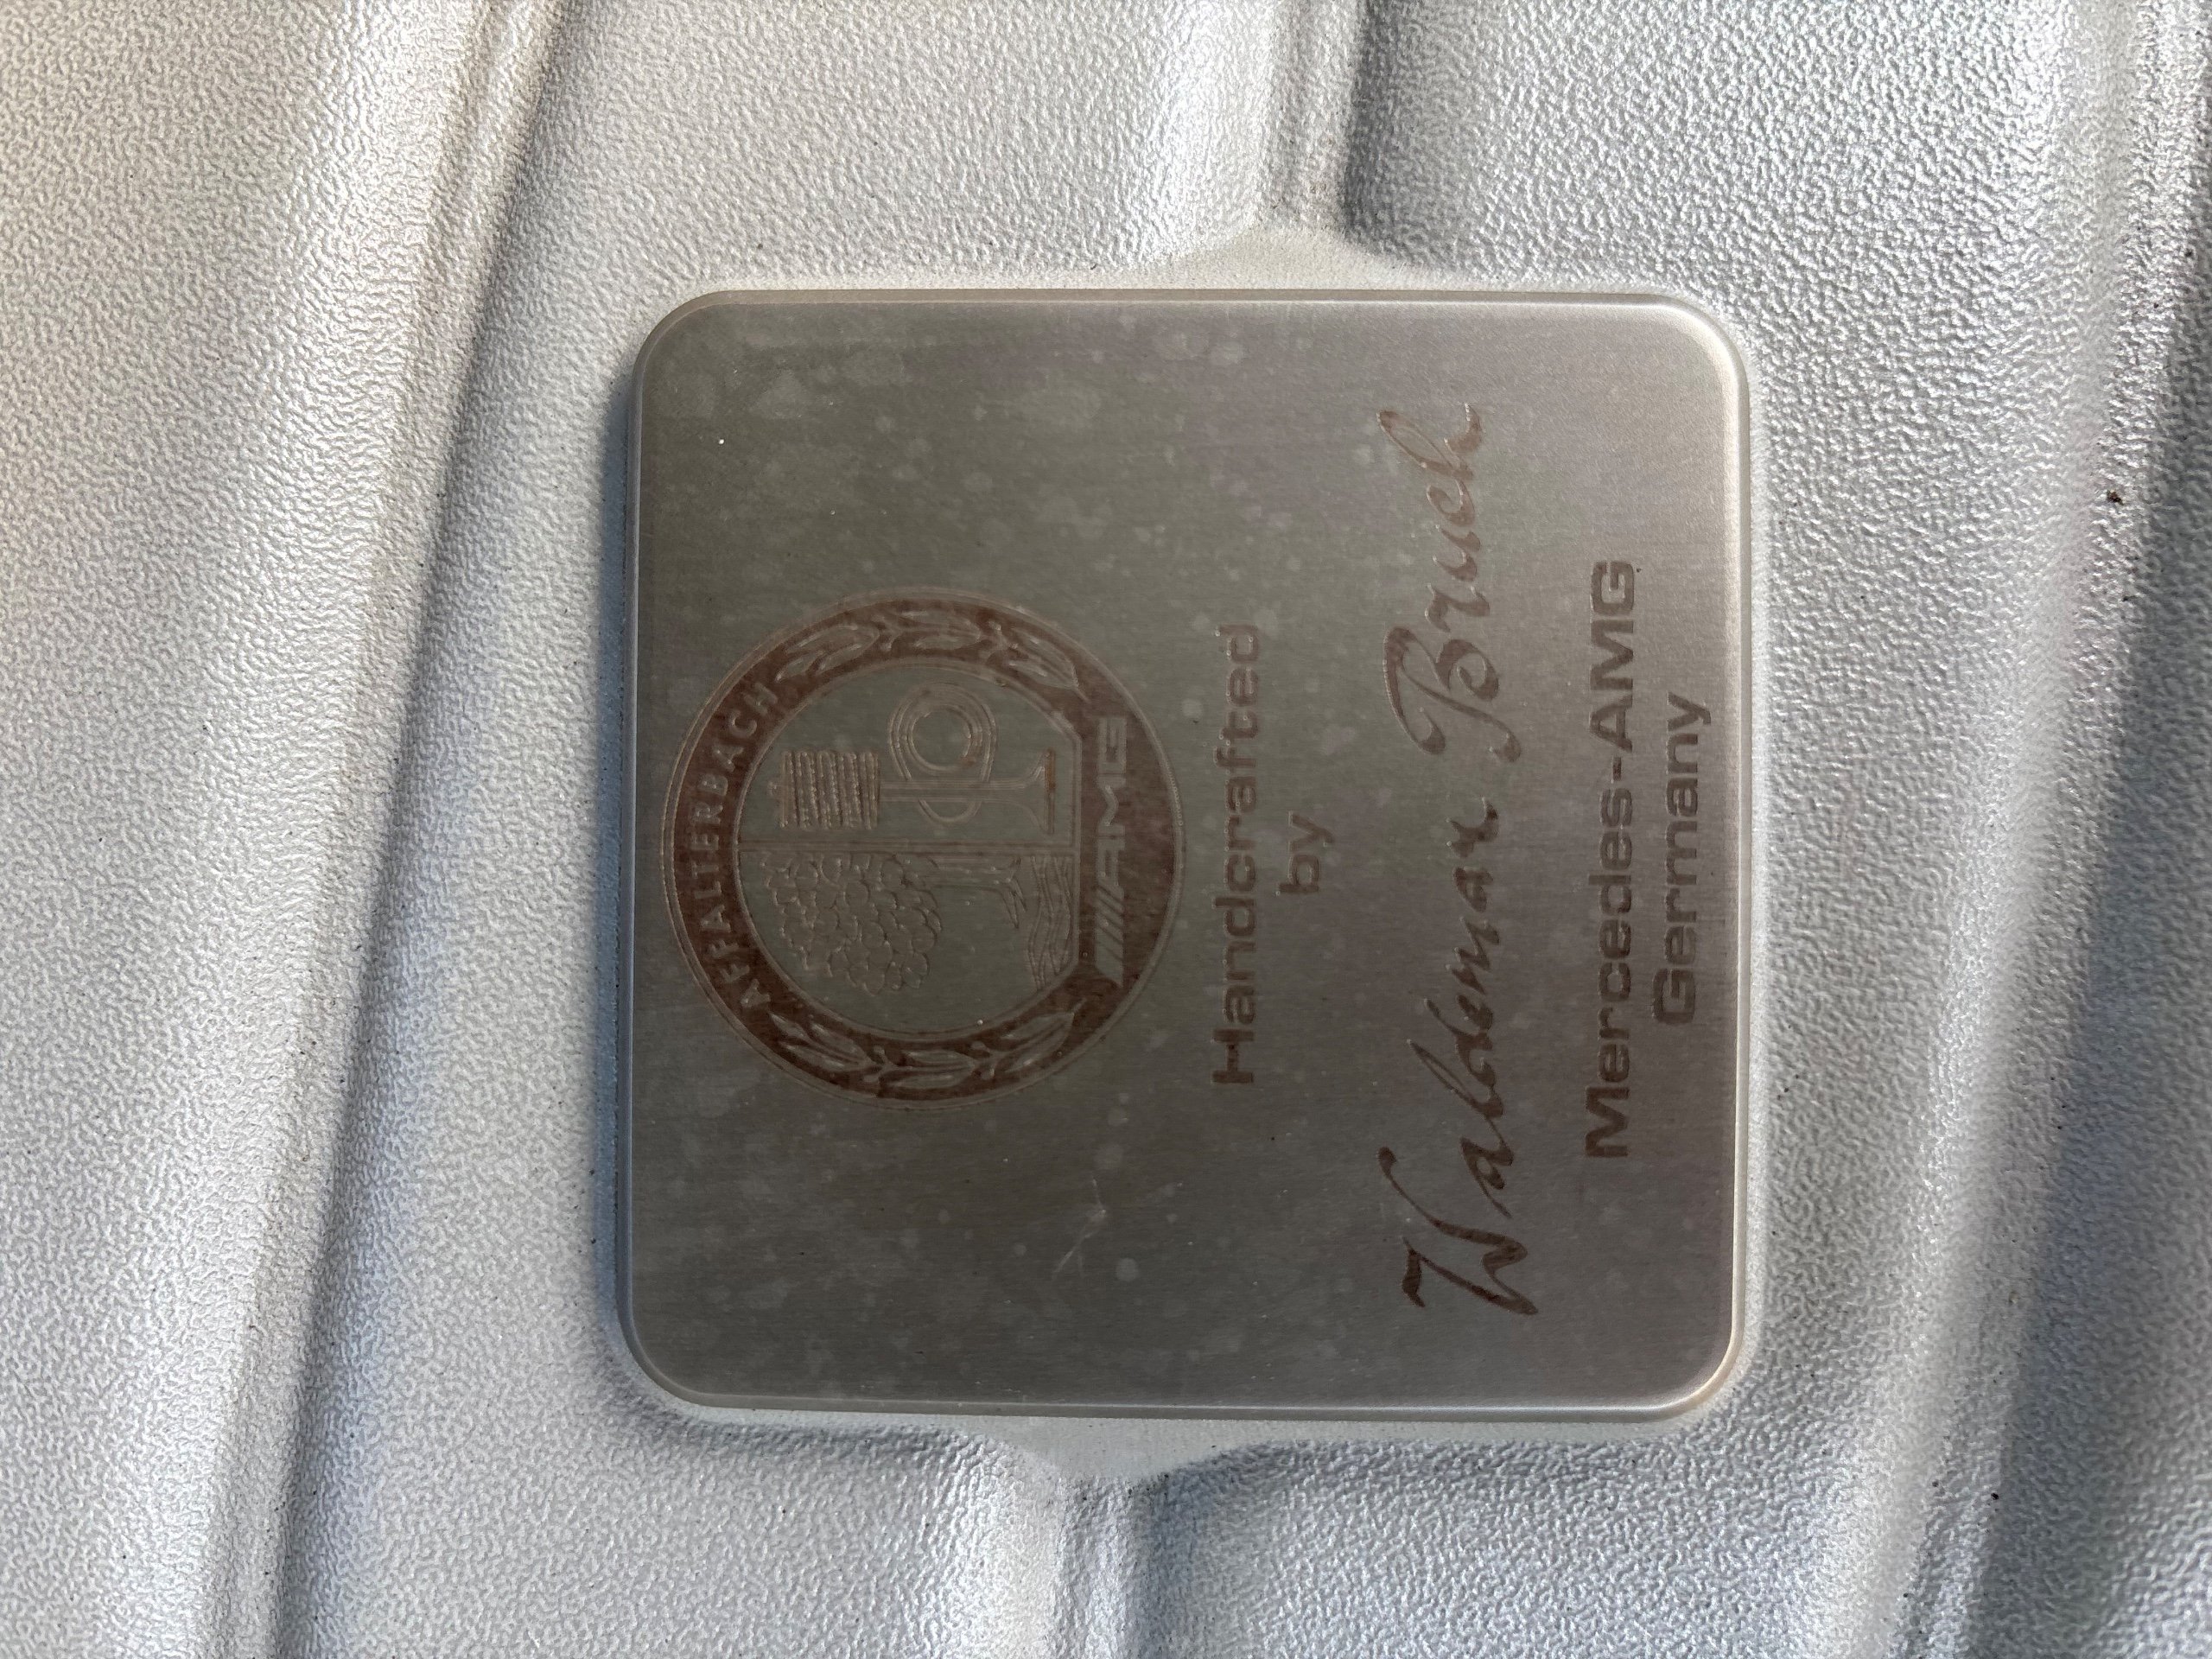 AFFALTERBACH
AMG
Handcrafted
by
Waldemar Bruch
Mercedes-AMG
Germany